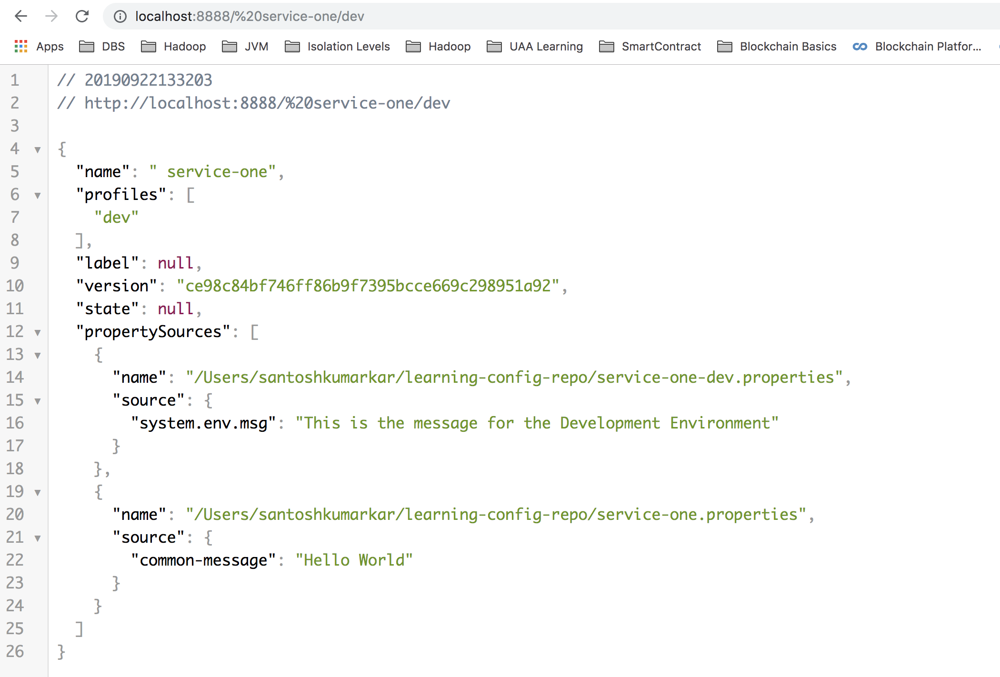 localhost:8888/%20service-one/dev
Apps DBS Hadoop JVM Isolation Levels Hadoop UAA Learning SmartContract Blockchain Basics Blockchain Platfor...
1 // 20190922133203
2 // http://localhost:8888/%20service-one/dev
3
4 {
5 "name": " service-one",
6 "profiles": [
7 "dev"
8 ],
9 "label": null,
10 "version": "ce98c84bf746ff86b9f7395bcce669c298951a92",
11 "state": null,
12 "propertySources": [
13 {
14 "name": "/Users/santoshkumarkar/learning-config-repo/service-one-dev.properties",
15 "source": {
16 "system.env.msg": "This is the message for the Development Environment"
17 }
18 },
19 {
20 "name": "/Users/santoshkumarkar/learning-config-repo/service-one.properties",
21 "source": {
22 "common-message": "Hello World"
23 }
24 }
25 ]
26 }